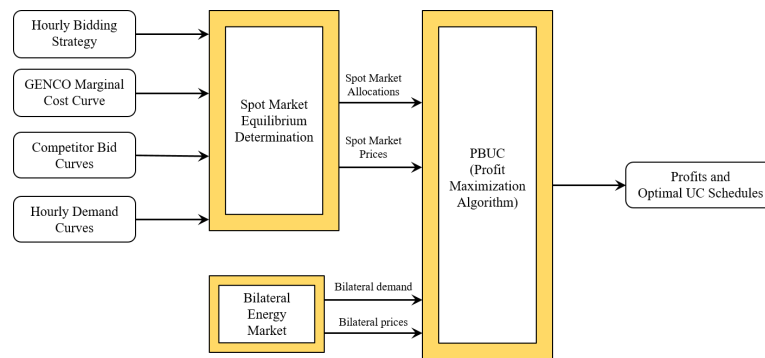 Hourly Bidding
Strategy
GENCO Marginal
Cost Curve
Competitor Bid
Curves
Hourly Demand
Curves
Spot Market
Equilibrium
Determination
Spot Market
Allocations
Spot Market
Prices
Bilateral
Energy
Market
Bilateral demand
Bilateral prices
PBUC
(Profit
Maximization
Algorithm)
Profits and
Optimal UC Schedules